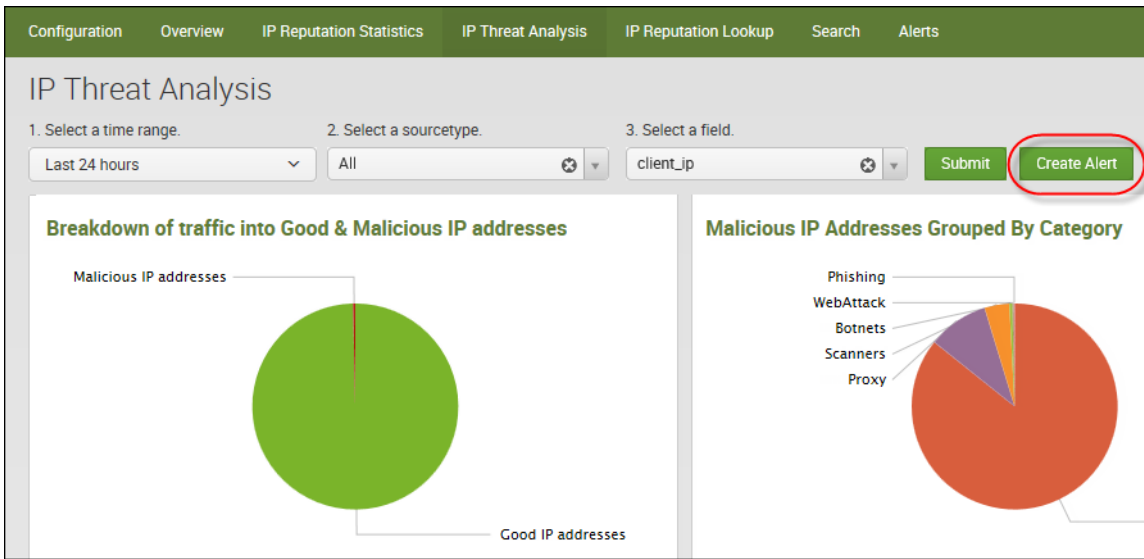 Configuration Overview IP Reputation Statistics IP Threat Analysis IP Reputation Lookup Search Alerts
IP Threat Analysis
1. Select a time range. 2. Select a sourcetype. 3. Select a field.
Last 24 hours All client_ip Submit Create Alert
Breakdown of traffic into Good & Malicious IP addresses
Malicious IP addresses
Good IP addresses
Malicious IP Addresses Grouped By Category
Phishing
WebAttack
Botnets
Scanners
Proxy